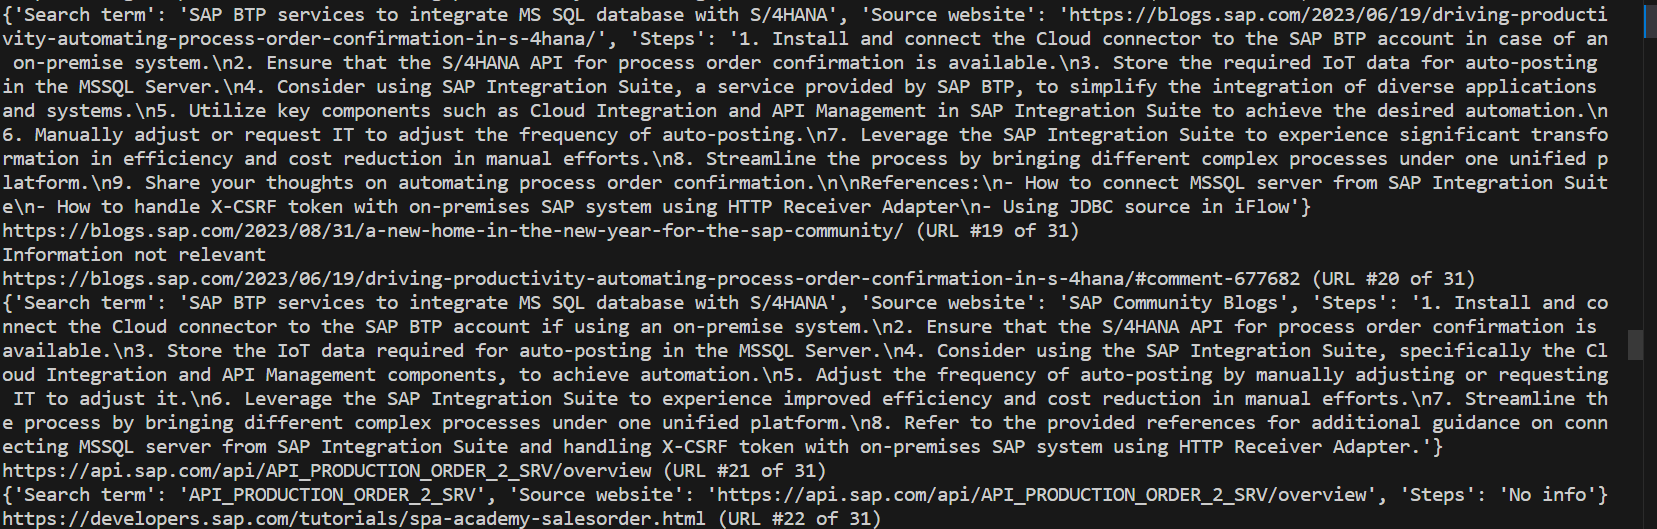 {'Search term': 'SAP BTP services to integrate MS SQL database with S/4HANA', 'Source website': 'https://blogs.sap.com/2023/06/19/driving-producti
vity-automating-process-order-confirmation-in-s-4hana/', 'Steps': '1. Install and connect the Cloud connector to the SAP BTP account in case of an
 on-premise system.\n2. Ensure that the S/4HANA API for process order confirmation is available.\n3. Store the required IoT data for auto-posting
in the MSSQL Server.\n4. Consider using SAP Integration Suite, a service provided by SAP BTP, to simplify the integration of diverse applications
and systems.\n5. Utilize key components such as Cloud Integration and API Management in SAP Integration Suite to achieve the desired automation.\n
6. Manually adjust or request IT to adjust the frequency of auto-posting.\n7. Leverage the SAP Integration Suite to experience significant transfo
rmation in efficiency and cost reduction in manual efforts.\n8. Streamline the process by bringing different complex processes under one unified p
latform.\n9. Share your thoughts on automating process order confirmation.\n\nReferences:\n- How to connect MSSQL server from SAP Integration Suit
e\n- How to handle X-CSRF token with on-premises SAP system using HTTP Receiver Adapter\n- Using JDBC source in iFlow'}
https://blogs.sap.com/2023/08/31/a-new-home-in-the-new-year-for-the-sap-community/ (URL #19 of 31)
Information not relevant
https://blogs.sap.com/2023/06/19/driving-productivity-automating-process-order-confirmation-in-s-4hana/#comment-677682 (URL #20 of 31)
{'Search term': 'SAP BTP services to integrate MS SQL database with S/4HANA', 'Source website': 'SAP Community Blogs', 'Steps': '1. Install and co
nnect the Cloud connector to the SAP BTP account if using an on-premise system.\n2. Ensure that the S/4HANA API for process order confirmation is
available.\n3. Store the IoT data required for auto-posting in the MSSQL Server.\n4. Consider using the SAP Integration Suite, specifically the Cl
oud Integration and API Management components, to achieve automation.\n5. Adjust the frequency of auto-posting by manually adjusting or requesting
 IT to adjust it.\n6. Leverage the SAP Integration Suite to experience improved efficiency and cost reduction in manual efforts.\n7. Streamline th
e process by bringing different complex processes under one unified platform.\n8. Refer to the provided references for additional guidance on conn
ecting MSSQL server from SAP Integration Suite and handling X-CSRF token with on-premises SAP system using HTTP Receiver Adapter.'}
https://api.sap.com/api/API_PRODUCTION_ORDER_2_SRV/overview (URL #21 of 31)
{'Search term': 'API_PRODUCTION_ORDER_2_SRV', 'Source website': 'https://api.sap.com/api/API_PRODUCTION_ORDER_2_SRV/overview', 'Steps': 'No info'}
https://developers.sap.com/tutorials/spa-academy-salesorder.html (URL #22 of 31)